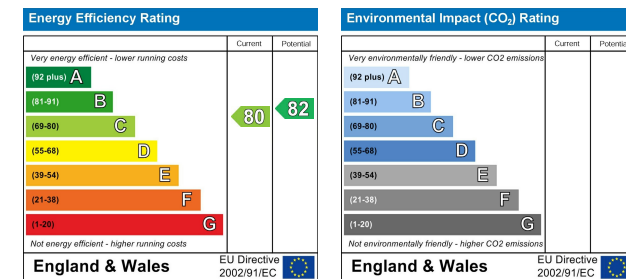 Energy Efficiency Rating
Current Potential
Very energy efficient - lower running costs
(92 plus) A
(81-91) B
(69-80) C
(55-68) D
(39-54) E
(21-38) F
(1-20) G
80
82
Not energy efficient - higher running costs
England & Wales
EU Directive
2002/91/EC
Environmental Impact (CO₂) Rating
Current Potential
Very environmentally friendly - lower CO2 emissions
(92 plus) A
(81-91) B
(69-80) C
(55-68) D
(39-54) E
(21-38) F
(1-20) G
Not environmentally friendly - higher CO2 emissions
England & Wales
EU Directive
2002/91/EC